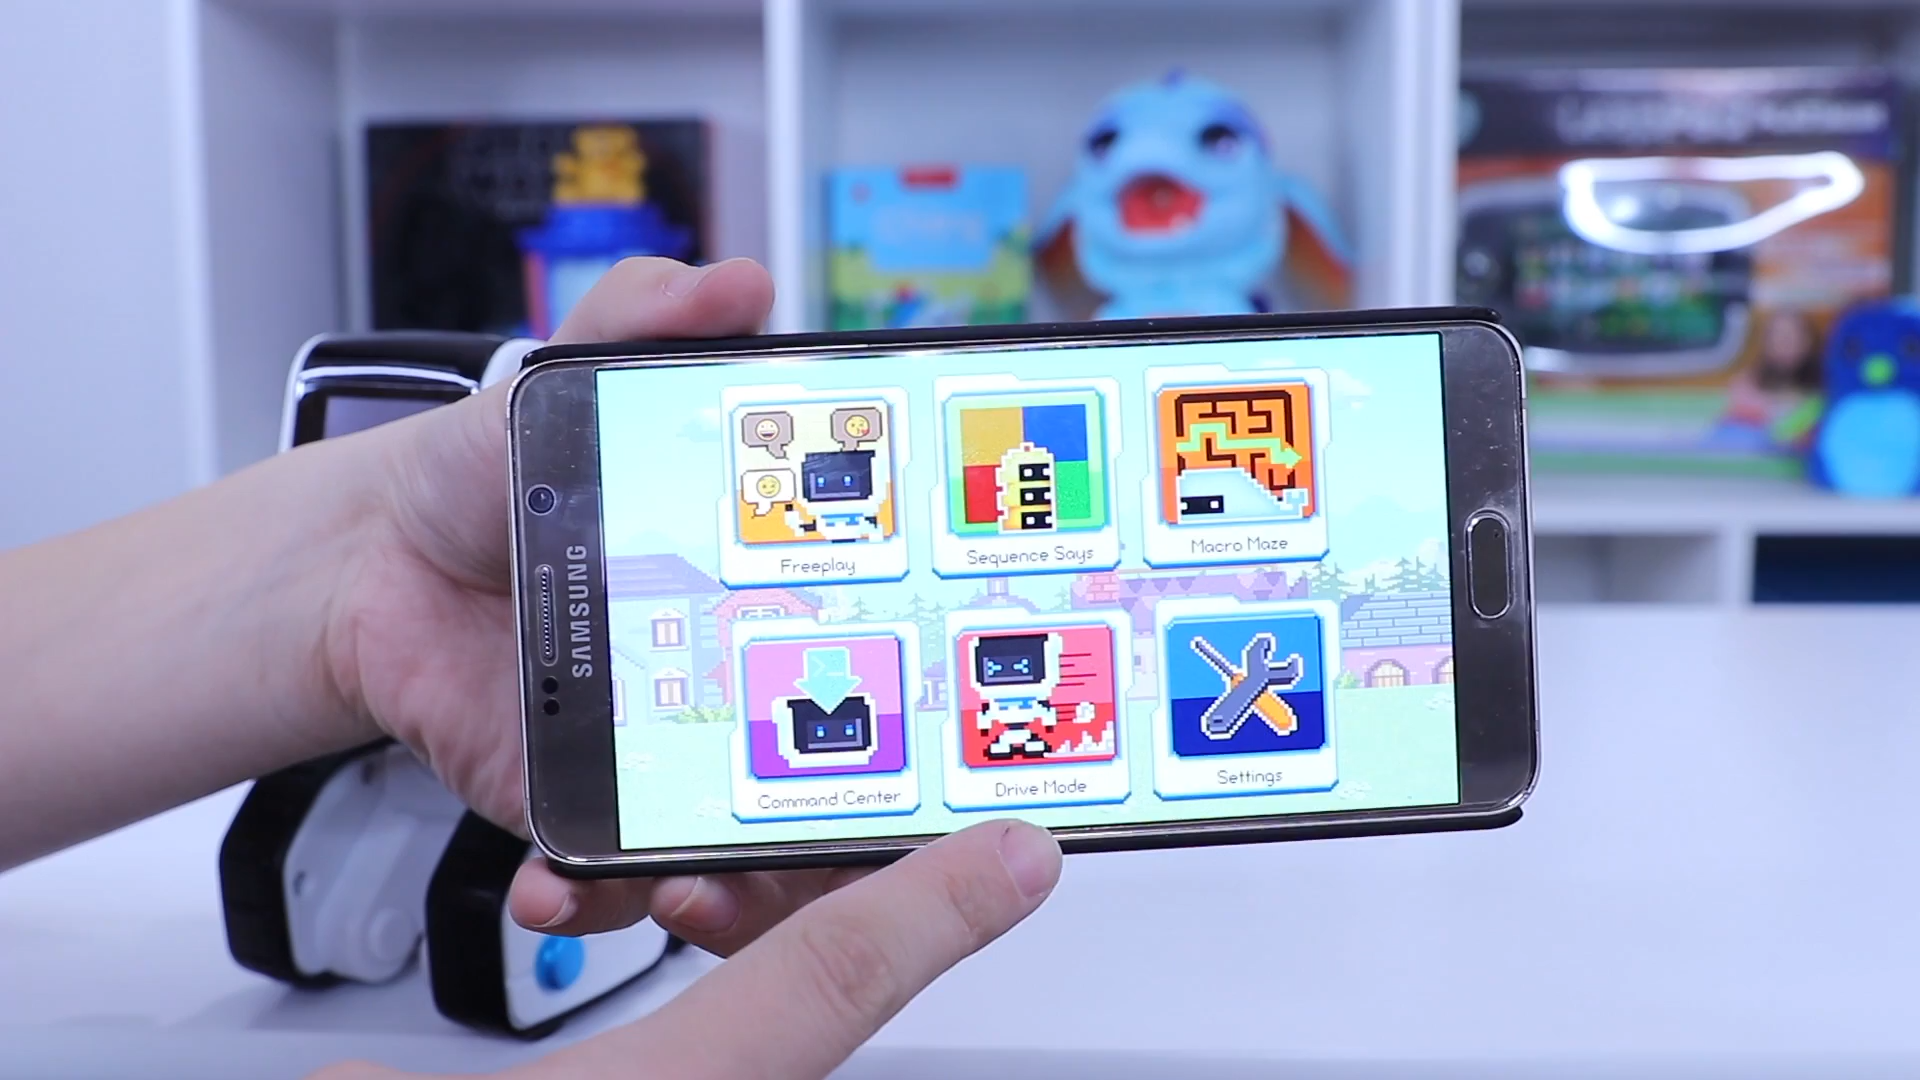 SAMSUNG
Freeplay
Sequence Says
Macro Maze
Command Center
Drive Mode
Settings